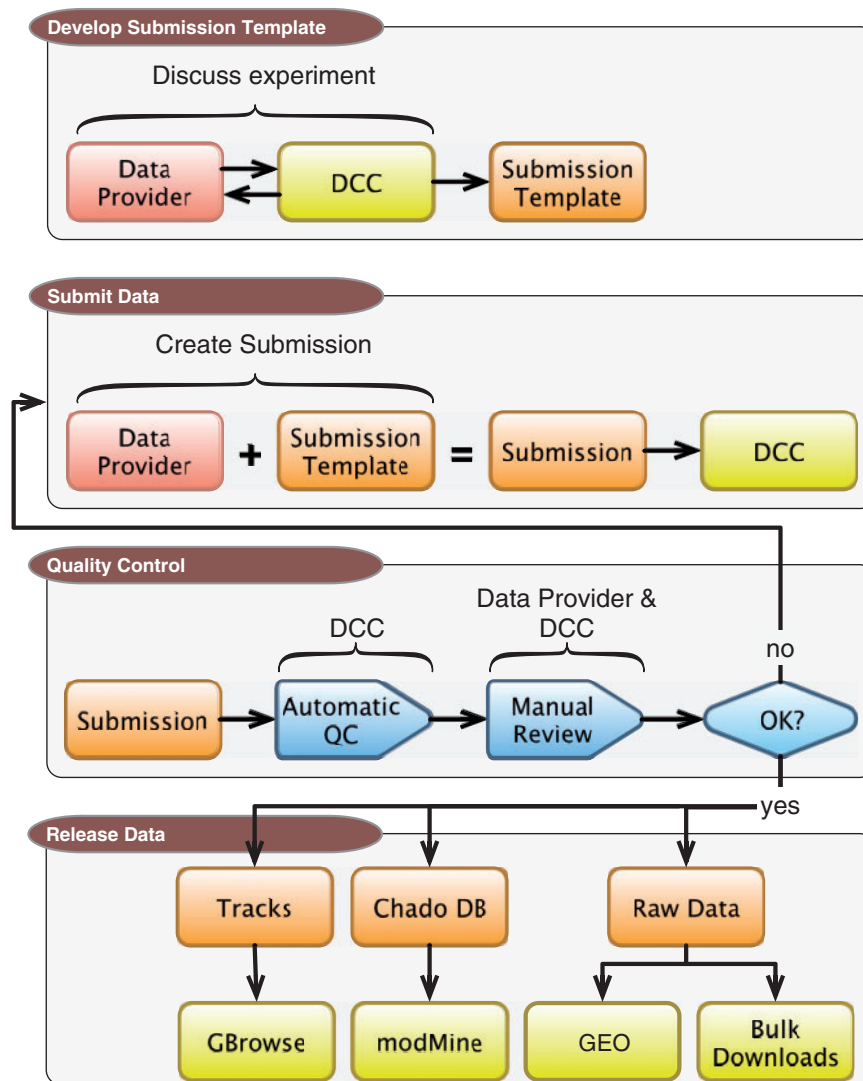 Develop Submission Template
Discuss experiment
Data
Provider
DCC
Submission
Template
Submit Data
Create Submission
Data
Provider
+
Submission
Template
=
Submission
DCC
Quality Control
DCC
Data Provider &
DCC
no
Submission
Automatic
QC
Manual
Review
OK?
yes
Release Data
Tracks
Chado DB
Raw Data
GBrowse
modMine
GEO
Bulk
Downloads